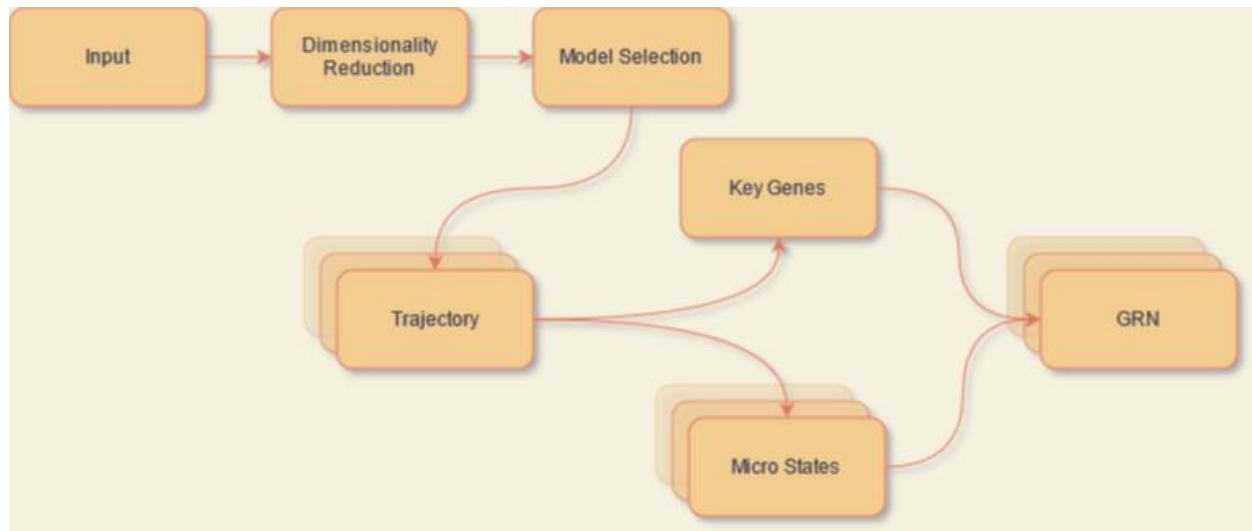 Input
Dimensionality
Reduction
Model Selection
Key Genes
Trajectory
GRN
Micro States